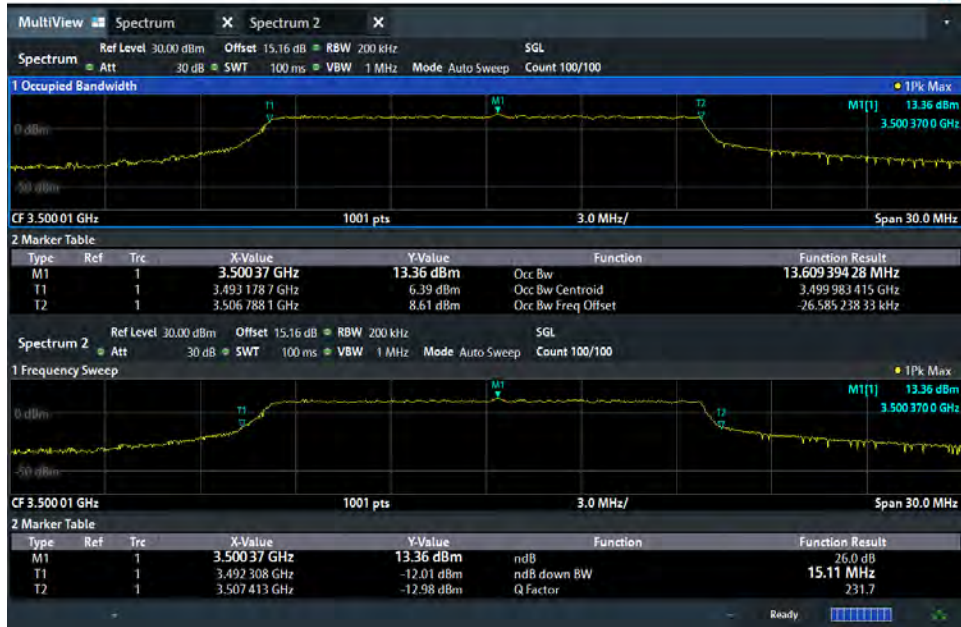 MultiView Spectrum X Spectrum 2 X
Ref Level 30.00 dBm Offset 15.16 dB RBW 200 kHz SGL
Spectrum Att 30 dB SWT 100 ms VBW 1 MHz Mode Auto Sweep Count 100/100
1 Occupied Bandwidth 1Pk Max
T1 M1 T2 M1[1] 13.36 dBm
0 dBm 3.500 370 0 GHz
-50 dBm
CF 3.500 01 GHz 1001 pts 3.0 MHz/ Span 30.0 MHz
2 Marker Table
Type Ref Trc X-Value Y-Value Function Function Result
M1 1 3.500 37 GHz 13.36 dBm Occ Bw 13.609 394 28 MHz
T1 1 3.493 178 7 GHz 6.39 dBm Occ Bw Centroid 3.499 983 415 GHz
T2 1 3.506 788 1 GHz 8.61 dBm Occ Bw Freq Offset -26.585 238 33 kHz
Ref Level 30.00 dBm Offset 15.16 dB RBW 200 kHz SGL
Spectrum 2 Att 30 dB SWT 100 ms VBW 1 MHz Mode Auto Sweep Count 100/100
1 Frequency Sweep 1Pk Max
M1 M1[1] 13.36 dBm
0 dBm T1 T2 3.500 370 0 GHz
-50 dBm
CF 3.500 01 GHz 1001 pts 3.0 MHz/ Span 30.0 MHz
2 Marker Table
Type Ref Trc X-Value Y-Value Function Function Result
M1 1 3.500 37 GHz 13.36 dBm ndB 26.0 dB
T1 1 3.492 308 GHz -12.01 dBm ndB down BW 15.11 MHz
T2 1 3.507 413 GHz -12.98 dBm Q Factor 231.7
Ready